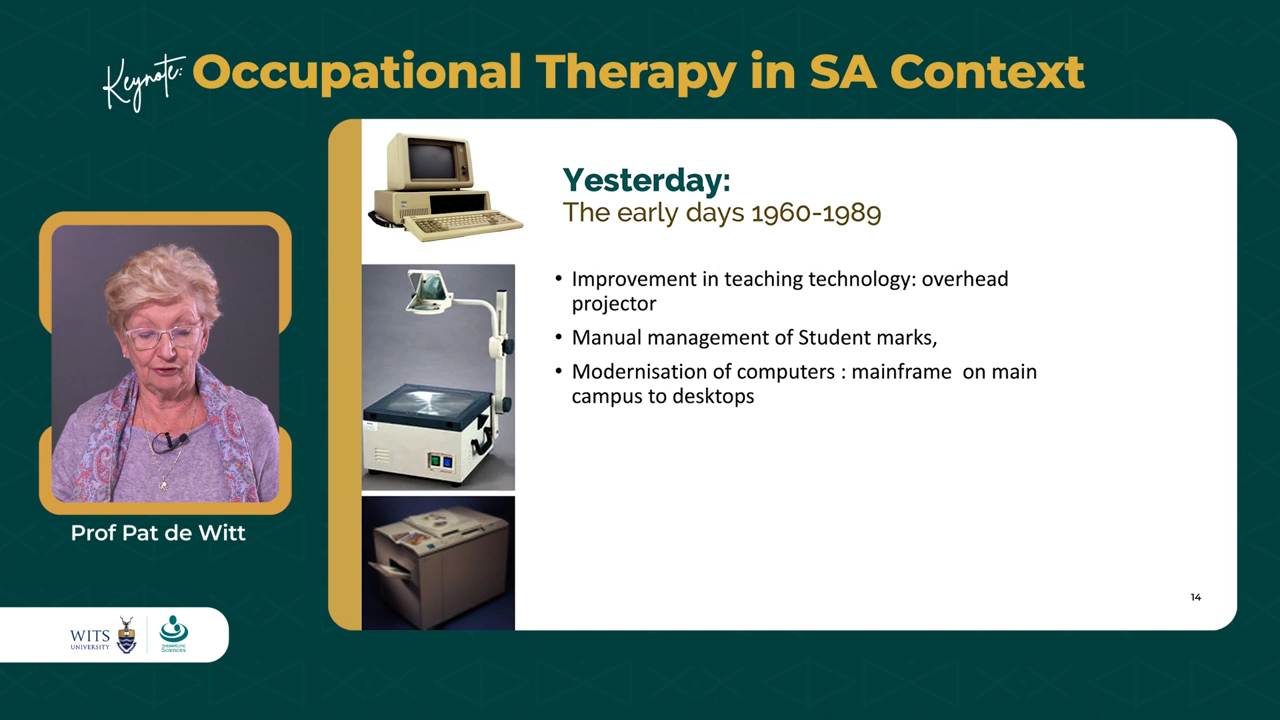 Keynote: Occupational Therapy in SA Context
Yesterday:
The early days 1960-1989
• Improvement in teaching technology: overhead
projector
• Manual management of Student marks,
• Modernisation of computers : mainframe  on main
campus to desktops
14
Prof Pat de Witt
WITS
UNIVERSITY
THERAPEUTIC
Sciences